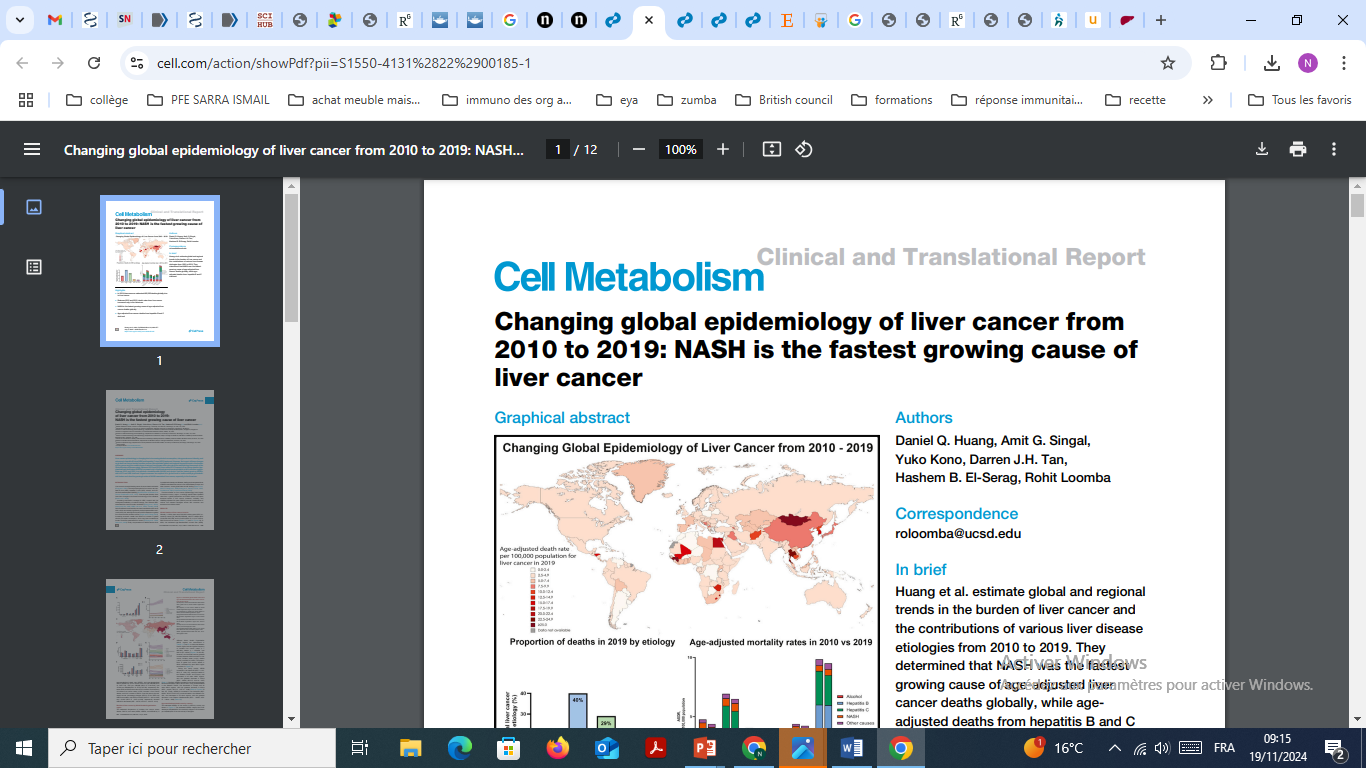 cell.com/action/showPdf?pii=S1550-4131%2822%2900185-1
collège
PFE SARRA ISMAIL
achat meuble mais...
immuno des org a...
eya
zumba
British council
formations
réponse immunitai...
recette
Tous les favoris
Changing global epidemiology of liver cancer from 2010 to 2019: NASH...
1 / 12
100%
1
2
Clinical and Translational Report
Cell Metabolism
Changing global epidemiology of liver cancer from
2010 to 2019: NASH is the fastest growing cause of
liver cancer
Graphical abstract
Changing Global Epidemiology of Liver Cancer from 2010 - 2019
Age-adjusted death rate
per 100,000 population for
liver cancer in 2019
Proportion of deaths in 2019 by etiology
Age-adjusted mortality rates in 2010 vs 2019
40
30
45%
29%
10
5
Alcohol
Hepatitis B
Hepatitis C
NASH
Other causes
Authors
Daniel Q. Huang, Amit G. Singal,
Yuko Kono, Darren J.H. Tan,
Hashem B. El-Serag, Rohit Loomba
Correspondence
roloomba@ucsd.edu
In brief
Huang et al. estimate global and regional
trends in the burden of liver cancer and
the contributions of various liver disease
etiologies from 2010 to 2019. They
determined that NASH was the fastest
growing cause of age-adjusted liver
cancer deaths globally, while age-
adjusted deaths from hepatitis B and C
Activer Windows
Accédez aux paramètres pour activer Windows.
Taper ici pour rechercher
16°C
FRA
09:15
19/11/2024
2